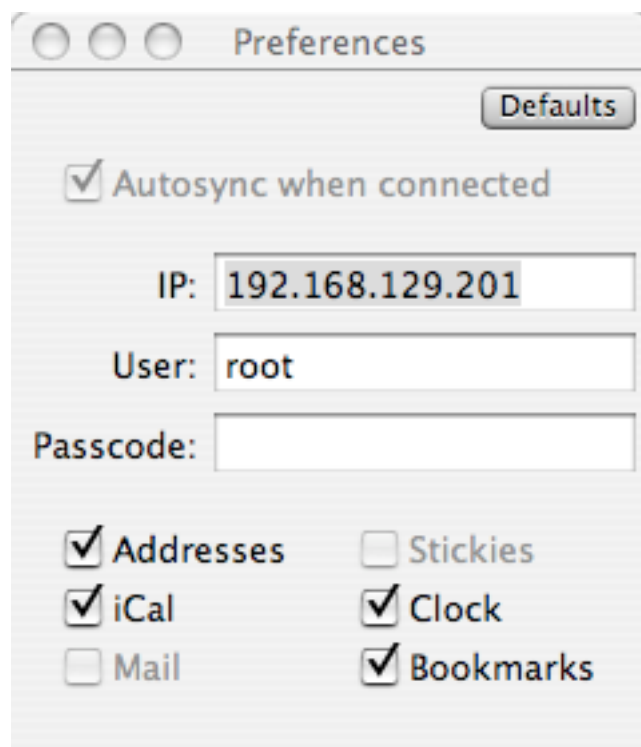 Preferences
Defaults
Autosync when connected
IP: 192.168.129.201
User: root
Passcode:
Addresses Stickies
iCal Clock
Mail Bookmarks